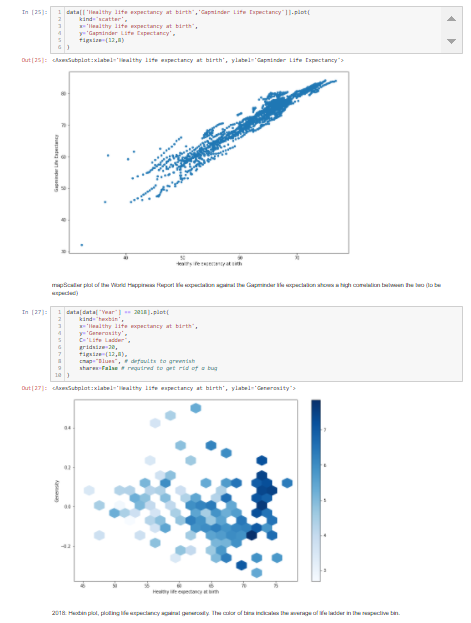 In [25]:
1 data[['Healthy life expectancy at birth','Gapminder Life Expectancy']].plot(
2 kind='scatter',
3 x='Healthy life expectancy at birth',
4 y='Gapminder Life Expectancy',
5 figsize=(12,8)
6 )
Out[25]: <AxesSubplot:xlabel='Healthy life expectancy at birth', ylabel='Gapminder Life Expectancy'>
80
70
60
50
40
30
Gapminder Life Expectancy
40 50 60 70
Healthy life expectancy at birth
mapScatter plot of the World Happiness Report life expectation against the Gapminder life expectation shows a high correlation between the two (to be
expected)
In [27]:
1 data[data['Year'] == 2018].plot(
2 kind='hexbin',
3 x='Healthy life expectancy at birth',
4 y='Generosity',
5 C='Life Ladder',
6 gridsize=20,
7 figsize=(12,8),
8 cmap="Blues", # defaults to greenish
9 sharex=False # required to get rid of a bug
10 )
Out[27]: <AxesSubplot:xlabel='Healthy life expectancy at birth', ylabel='Generosity'>
0.4
0.2
0.0
-0.2
Generosity
45 50 55 60 65 70 75
Healthy life expectancy at birth
7
6
5
4
3
2018: Hexbin plot, plotting life expectancy against generosity. The color of bins indicates the average of life ladder in the respective bin.